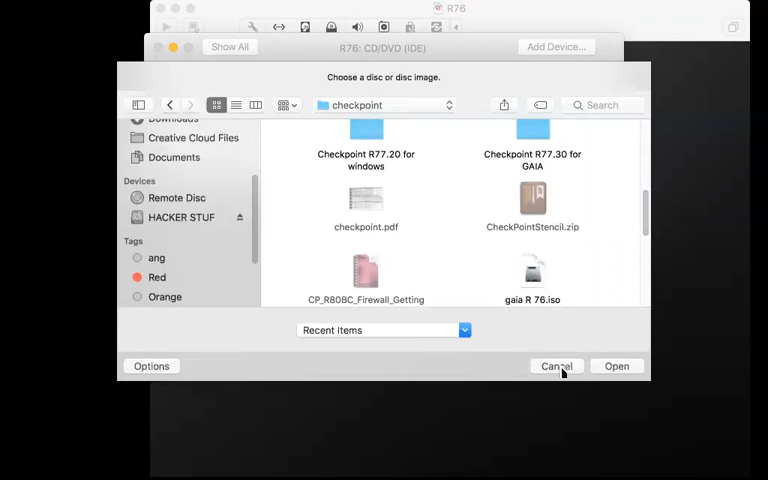 R76
Show All
R76: CD/DVD (IDE)
Add Device...
Choose a disc or disc image.
checkpoint
Search
Downloads
Creative Cloud Files
Documents
Devices
Remote Disc
HACKER STUF
Tags
ang
Red
Orange
Checkpoint R77.20 for
windows
Checkpoint R77.30 for
GAIA
checkpoint.pdf
CheckPointStencil.zip
CP_R80BC_Firewall_Getting
gaia R 76.iso
Recent Items
Options
Cancel
Open